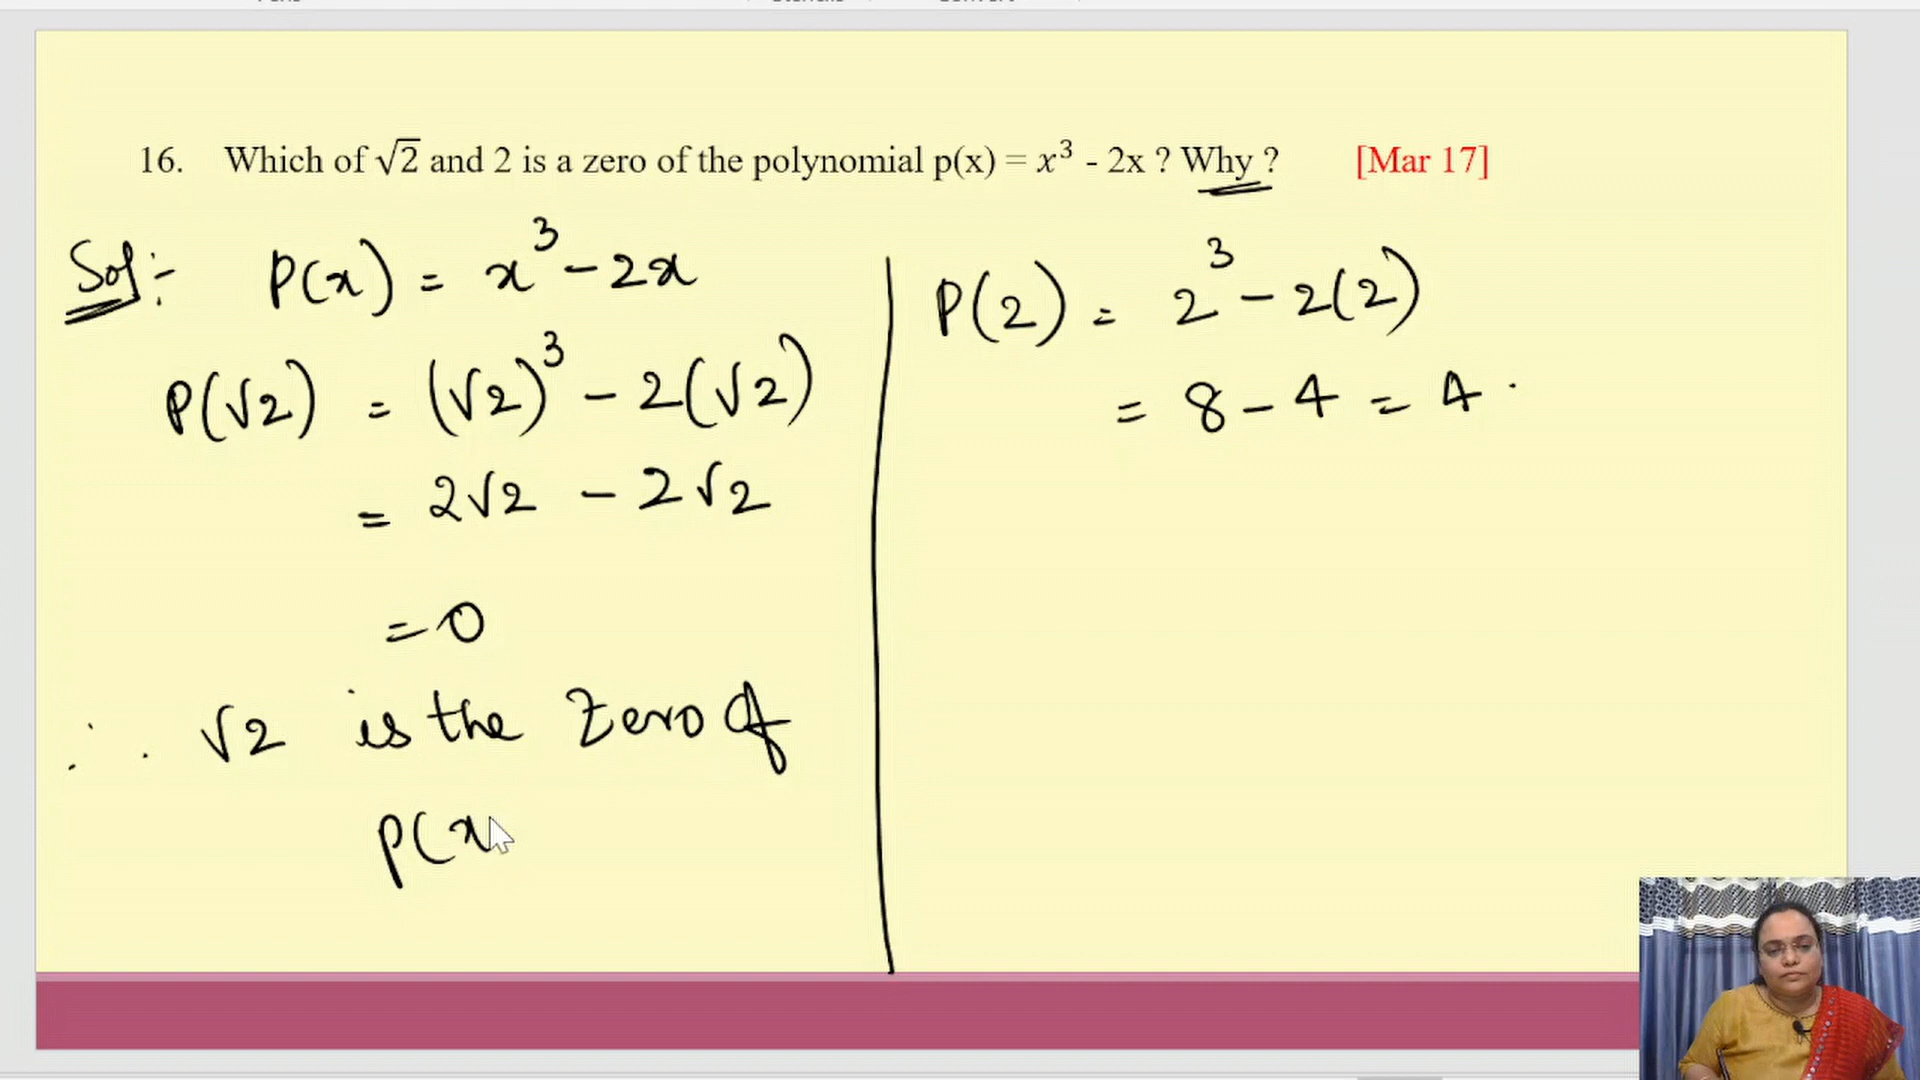 16. Which of √2 and 2 is a zero of the polynomial p(x) = x³ - 2x ? Why ? [Mar 17]
Sol:-
P(x) = x³ - 2x
P(√2) = (√2)³ - 2(√2)
= 2√2 - 2√2
= 0
∴ √2 is the Zero of
P(x
P(2) = 2³ - 2(2)
= 8 - 4 = 4 .